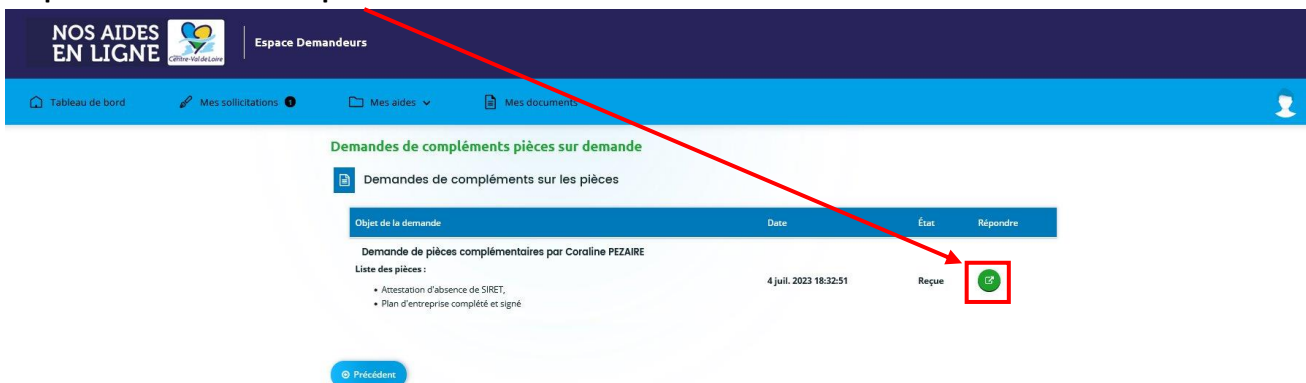 NOS AIDES
EN LIGNE
Centre-Val de Loire
Espace Demandeurs
Tableau de bord
Mes sollicitations 1
Mes aides
Mes documents
Demandes de compléments pièces sur demande
Demandes de compléments sur les pièces
Objet de la demande Date État Répondre
Demande de pièces complémentaires par Coraline PEZAIRE
Liste des pièces :
• Attestation d'absence de SIRET,
• Plan d'entreprise complété et signé
4 juil. 2023 18:32:51 Reçue
Précédent